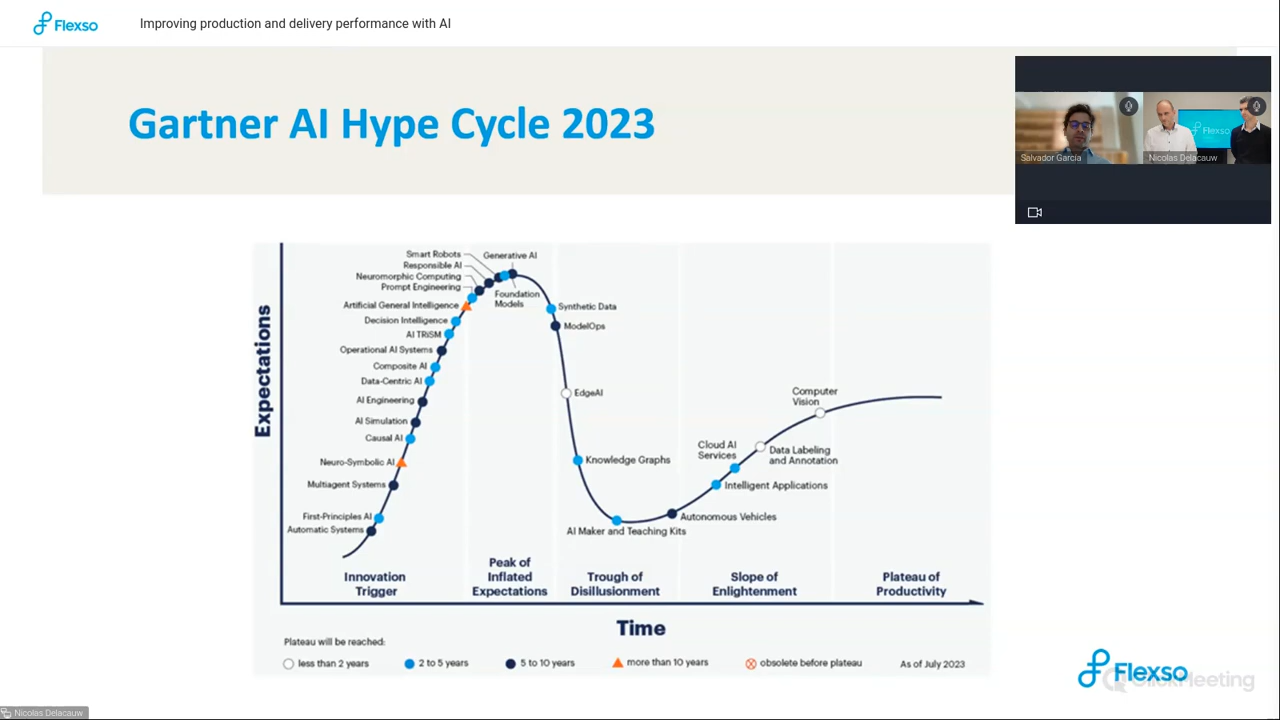 Flexso
Improving production and delivery performance with AI
Gartner AI Hype Cycle 2023
Salvador García
Nicolas Delacauw
Flexso
Expectations
Smart Robots
Responsible AI
Neuromorphic Computing
Prompt Engineering
Artificial General Intelligence
Decision Intelligence
AI TRiSM
Operational AI Systems
Composite AI
Data-Centric AI
AI Engineering
AI Simulation
Causal AI
Neuro-Symbolic AI
Multiagent Systems
First-Principles AI
Automatic Systems
Generative AI
Foundation
Models
Synthetic Data
ModelOps
EdgeAI
Knowledge Graphs
AI Maker and Teaching Kits
Autonomous Vehicles
Intelligent Applications
Cloud AI
Services
Data Labeling
and Annotation
Computer
Vision
Innovation
Trigger
Peak of
Inflated
Expectations
Trough of
Disillusionment
Slope of
Enlightenment
Plateau of
Productivity
Time
Plateau will be reached:
less than 2 years
2 to 5 years
5 to 10 years
more than 10 years
obsolete before plateau
As of July 2023
Flexso
ClickMeeting
Nicolas Delacauw